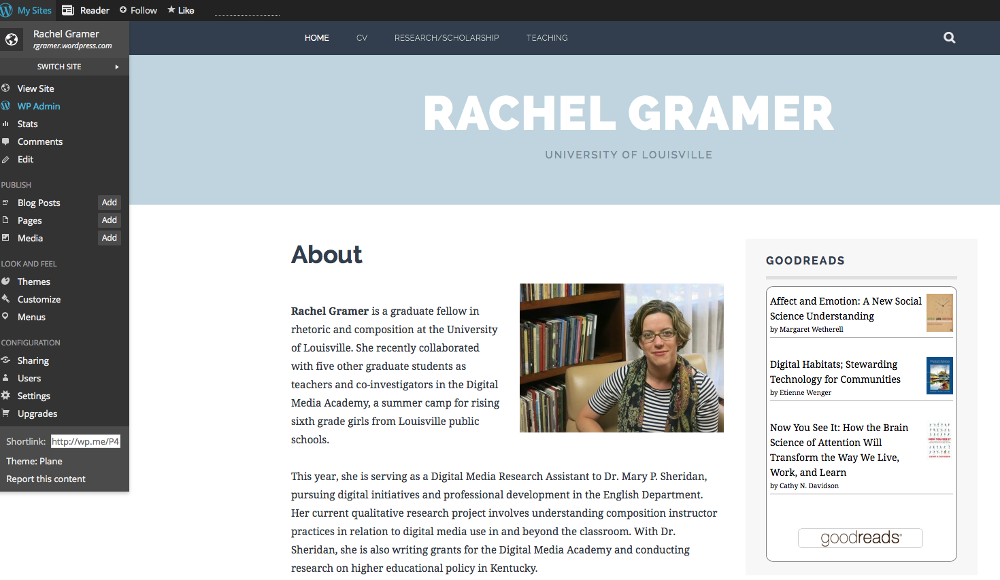 My Sites Reader Follow Like
Rachel Gramer
rgramer.wordpress.com
SWITCH SITE
View Site
WP Admin
Stats
Comments
Edit
PUBLISH
Blog Posts Add
Pages Add
Media Add
LOOK AND FEEL
Themes
Customize
Menus
CONFIGURATION
Sharing
Users
Settings
Upgrades
Shortlink: http://wp.me/P4
Theme: Plane
Report this content
HOME CV RESEARCH/SCHOLARSHIP TEACHING
RACHEL GRAMER
UNIVERSITY OF LOUISVILLE
About
Rachel Gramer is a graduate fellow in
rhetoric and composition at the University
of Louisville. She recently collaborated
with five other graduate students as
teachers and co-investigators in the Digital
Media Academy, a summer camp for rising
sixth grade girls from Louisville public
schools.
This year, she is serving as a Digital Media Research Assistant to Dr. Mary P. Sheridan,
pursuing digital initiatives and professional development in the English Department.
Her current qualitative research project involves understanding composition instructor
practices in relation to digital media use in and beyond the classroom. With Dr.
Sheridan, she is also writing grants for the Digital Media Academy and conducting
research on higher educational policy in Kentucky.
GOODREADS
Affect and Emotion: A New Social
Science Understanding
by Margaret Wetherell
Digital Habitats; Stewarding
Technology for Communities
by Etienne Wenger
Now You See It: How the Brain
Science of Attention Will
Transform the Way We Live,
Work, and Learn
by Cathy N. Davidson
NOW YOU SEE IT
goodreads